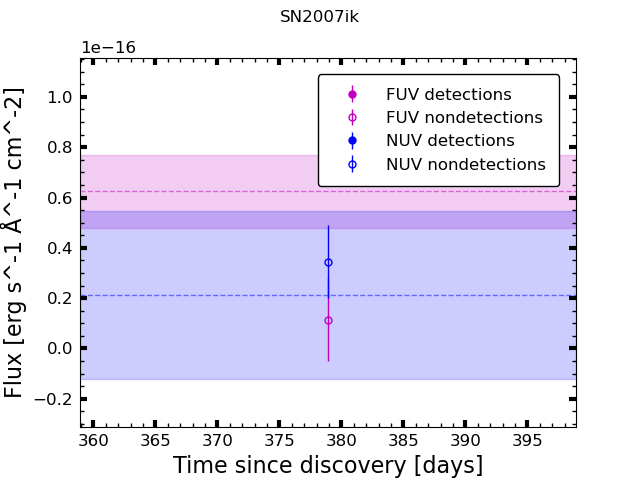 SN2007ik
1e−16
FUV detections
FUV nondetections
NUV detections
NUV nondetections
1.0
0.8
0.6
0.4
0.2
0.0
−0.2
Flux [erg s^-1 Å^-1 cm^-2]
360 365 370 375 380 385 390 395
Time since discovery [days]